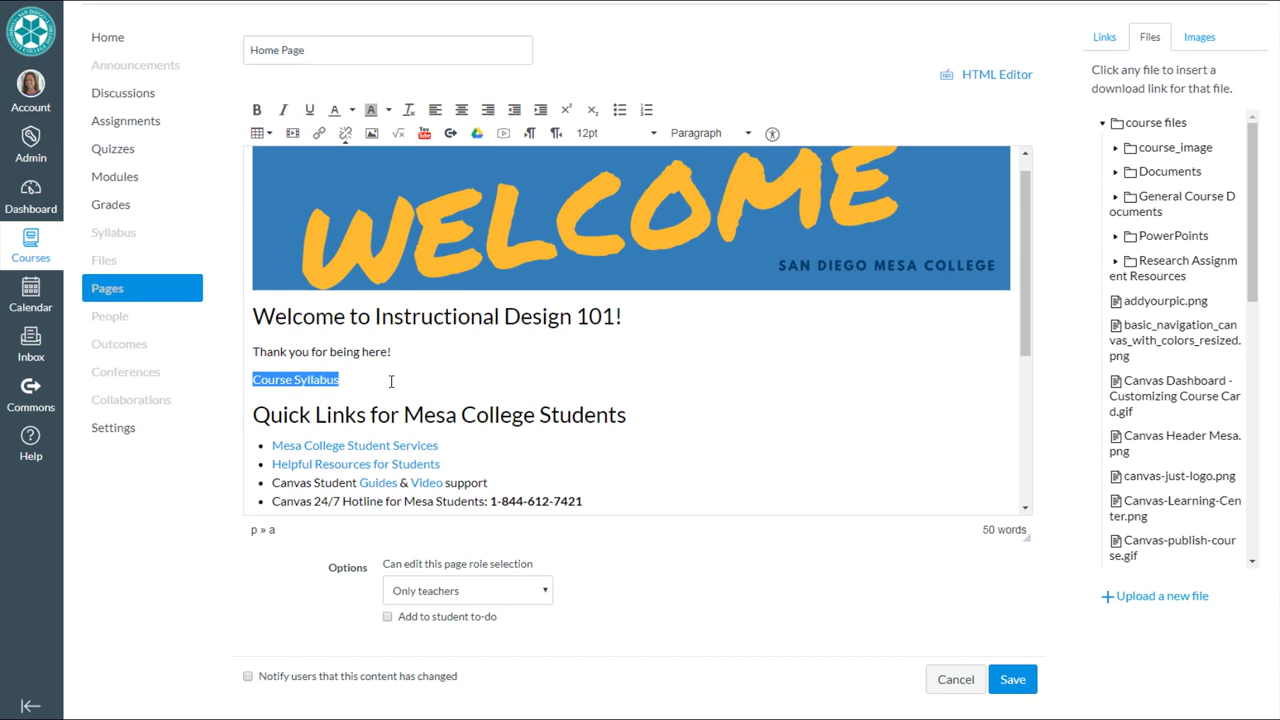 Account
Admin
Dashboard
Courses
Calendar
Inbox
Commons
Help
Home
Announcements
Discussions
Assignments
Quizzes
Modules
Grades
Syllabus
Files
Pages
People
Outcomes
Conferences
Collaborations
Settings
Home Page
HTML Editor
12pt
Paragraph
WELCOME
SAN DIEGO MESA COLLEGE
Welcome to Instructional Design 101!
Thank you for being here!
Course Syllabus
Quick Links for Mesa College Students
Mesa College Student Services
Helpful Resources for Students
Canvas Student Guides & Video support
Canvas 24/7 Hotline for Mesa Students: 1-844-612-7421
p » a
50 words
Options
Can edit this page role selection
Only teachers
Add to student to-do
Notify users that this content has changed
Cancel
Save
Links
Files
Images
Click any file to insert a
download link for that file.
course files
course_image
Documents
General Course D
ocuments
PowerPoints
Research Assignm
ent Resources
addyourpic.png
basic_navigation_can
vas_with_colors_resized.
png
Canvas Dashboard -
Customizing Course Car
d.gif
Canvas Header Mesa.
png
canvas-just-logo.png
Canvas-Learning-Cen
ter.png
Canvas-publish-cour
se.gif
Upload a new file